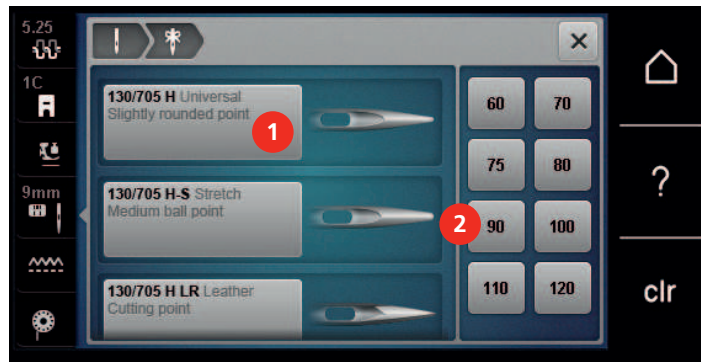 5.25
1C
9mm
130/705 H Universal
Slightly rounded point
1
130/705 H-S Stretch
Medium ball point
2
130/705 H LR Leather
Cutting point
60 70
75 80
90 100
110 120
?
clr